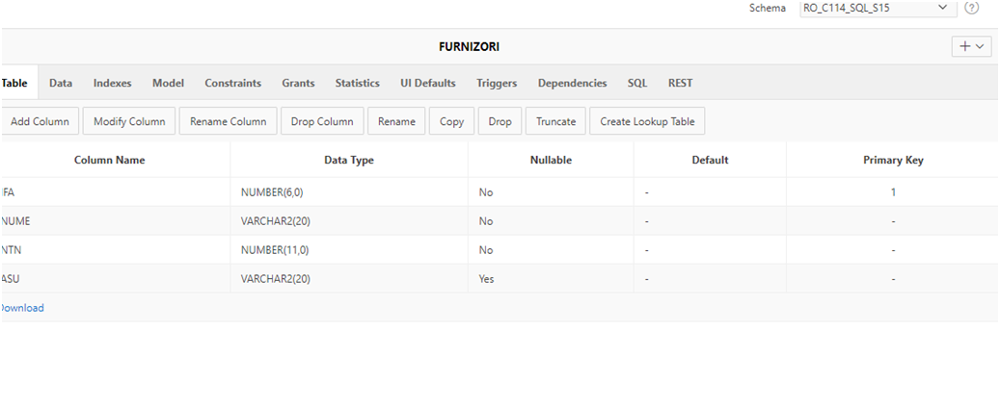 Schema RO_C114_SQL_S15
FURNIZORI
Table Data Indexes Model Constraints Grants Statistics UI Defaults Triggers Dependencies SQL REST
Add Column Modify Column Rename Column Drop Column Rename Copy Drop Truncate Create Lookup Table
Column Name Data Type Nullable Default Primary Key
IFA NUMBER(6,0) No - 1
NUME VARCHAR2(20) No - -
NTN NUMBER(11,0) No - -
ASU VARCHAR2(20) Yes - -
Download